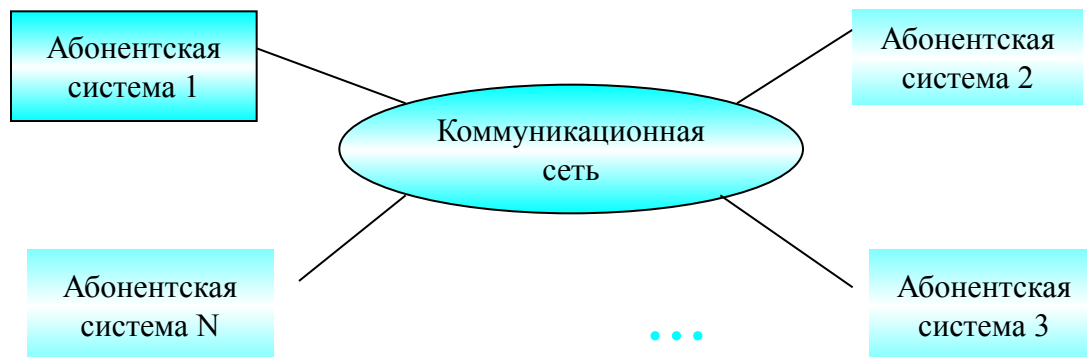 Абонентская
система 1
Абонентская
система 2
Коммуникационная
сеть
Абонентская
система N
Абонентская
система 3
...